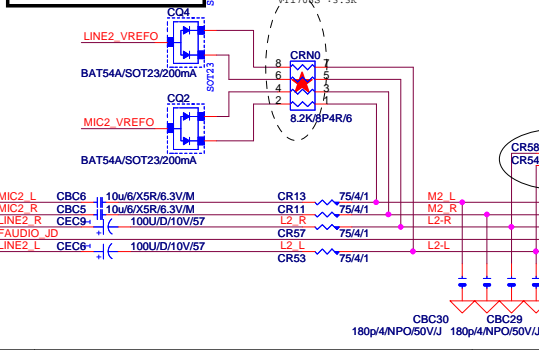 CQ4
SOT23
LINE2_VREFO
BAT54A/SOT23/200mA
CQ2
MIC2_VREFO
BAT54A/SOT23/200mA
CRN0
8 7
6 5
4 3
2 1
8.2K/8P4R/6
CR58
CR54
MIC2_L CBC6 10u/6/X5R/6.3V/M CR13 75/4/1 M2_L
MIC2_R CBC5 10u/6/X5R/6.3V/M CR11 75/4/1 M2_R
LINE2_R CEC9 100U/D/10V/57 L2_R 75/4/1 L2-R
FAUDIO_JD CR57 75/4/1
LINE2_L CEC6 100U/D/10V/57 L2_L L2-L
CR53 75/4/1
CBC30 CBC29
180p/4/NPO/50V/J 180p/4/NPO/50V/J